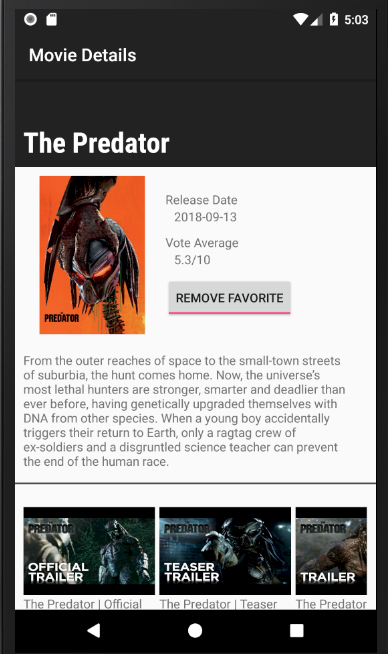 5:03
Movie Details
The Predator
Release Date
2018-09-13
Vote Average
5.3/10
REMOVE FAVORITE
PREDATOR
From the outer reaches of space to the small-town streets
of suburbia, the hunt comes home. Now, the universe's
most lethal hunters are stronger, smarter and deadlier than
ever before, having genetically upgraded themselves with
DNA from other species. When a young boy accidentally
triggers their return to Earth, only a ragtag crew of
ex-soldiers and a disgruntled science teacher can prevent
the end of the human race.
PREDATOR
OFFICIAL
TRAILER
PREDATOR
TEASER
TRAILER
PREDATOR
TRAILER
The Predator | Official
The Predator | Teaser
The Predator